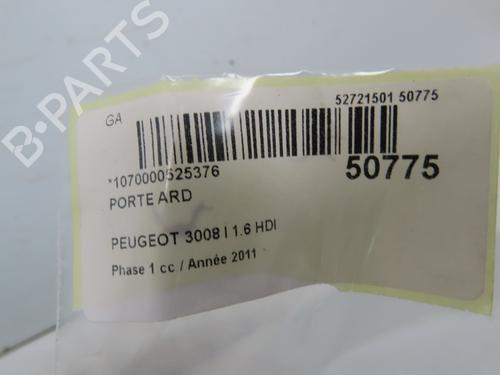 B-PARTS
GA
52721501 50775
*1070000525376
50775
PORTE ARD
PEUGEOT 3008 I 1.6 HDI
Phase 1 cc / Année 2011